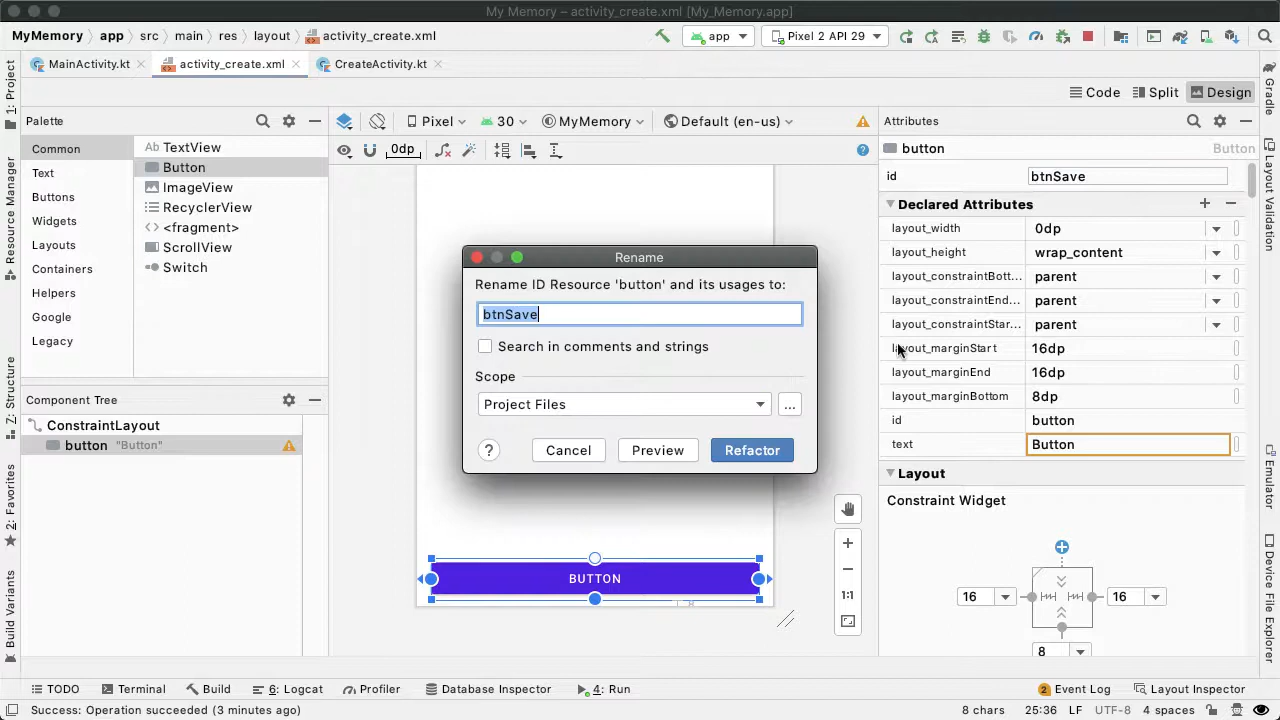 My Memory – activity_create.xml [My_Memory.app]
MyMemory
app
src
main
res
layout
activity_create.xml
app
Pixel 2 API 29
MainActivity.kt
activity_create.xml
CreateActivity.kt
Code
Split
Design
1: Project
Resource Manager
Z: Structure
2: Favorites
Build Variants
Palette
Common
Text
Buttons
Widgets
Layouts
Containers
Helpers
Google
Legacy
Ab TextView
Button
ImageView
RecyclerView
<fragment>
ScrollView
Switch
Component Tree
ConstraintLayout
button "Button"
Pixel
30
MyMemory
Default (en-us)
0dp
BUTTON
1:1
Rename
Rename ID Resource 'button' and its usages to:
btnSave
Search in comments and strings
Scope
Project Files
...
?
Cancel
Preview
Refactor
Attributes
button
Button
id
btnSave
Declared Attributes
layout_width
0dp
layout_height
wrap_content
layout_constraintBott...
parent
layout_constraintEnd...
parent
layout_constraintStar...
parent
layout_marginStart
16dp
layout_marginEnd
16dp
layout_marginBottom
8dp
id
button
text
Button
Layout
Constraint Widget
16
16
8
Gradle
Layout Validation
Emulator
Device File Explorer
TODO
Terminal
Build
6: Logcat
Profiler
Database Inspector
4: Run
2 Event Log
Layout Inspector
Success: Operation succeeded (3 minutes ago)
8 chars
25:36
LF
UTF-8
4 spaces